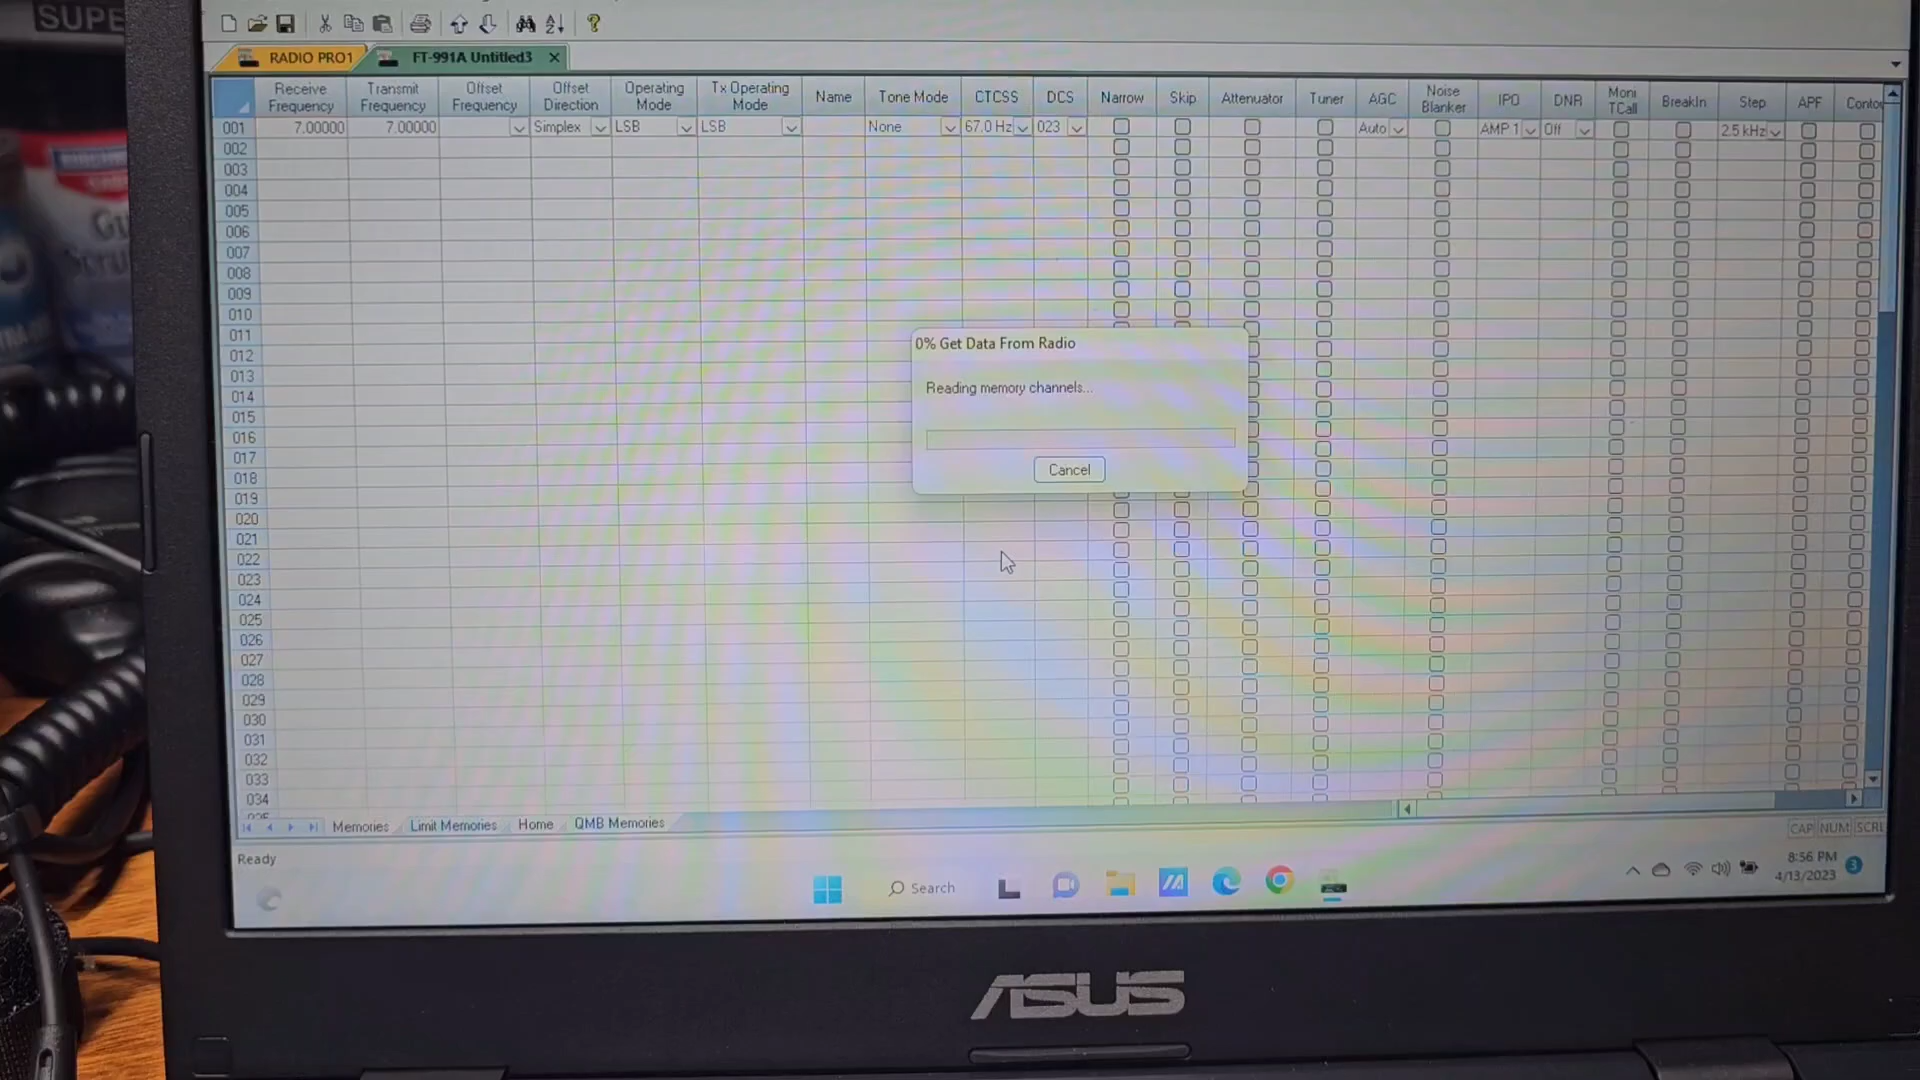 SUPE
RADIO PRO1
FT-991A Untitled3
Receive Frequency Transmit Frequency Offset Frequency Offset Direction Operating Mode Tx Operating Mode Name Tone Mode CTCSS DCS Narrow Skip Attenuator Tuner AGC Noise Blanker IPO DNR Moni TCall BreakIn Step APF Contou
001 7.00000 7.00000 Simplex LSB LSB None 67.0 Hz 023 Auto AMP 1 Off 2.5 kHz
002
003
004
005
006
007
008
009
010
011
012
013
014
015
016
017
018
019
020
021
022
023
024
025
026
027
028
029
030
031
032
033
034
0% Get Data From Radio
Reading memory channels...
Cancel
Memories Limit Memories Home QMB Memories
CAP NUM SCRL
Ready
Search
8:56 PM
4/13/2023
3
ASUS